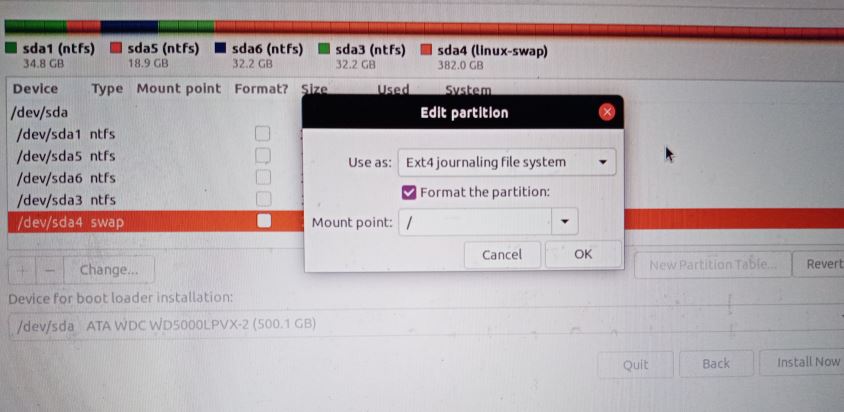 sda1 (ntfs) sda5 (ntfs) sda6 (ntfs) sda3 (ntfs) sda4 (linux-swap)
34.8 GB 18.9 GB 32.2 GB 32.2 GB 382.0 GB
Device Type Mount point Format? Size Used System
/dev/sda
/dev/sda1 ntfs
/dev/sda5 ntfs
/dev/sda6 ntfs
/dev/sda3 ntfs
/dev/sda4 swap
Edit partition
Use as: Ext4 journaling file system
Format the partition:
Mount point: /
Cancel OK
+ − Change... New Partition Table... Revert
Device for boot loader installation:
/dev/sda ATA WDC WD5000LPVX-2 (500.1 GB)
Quit Back Install Now